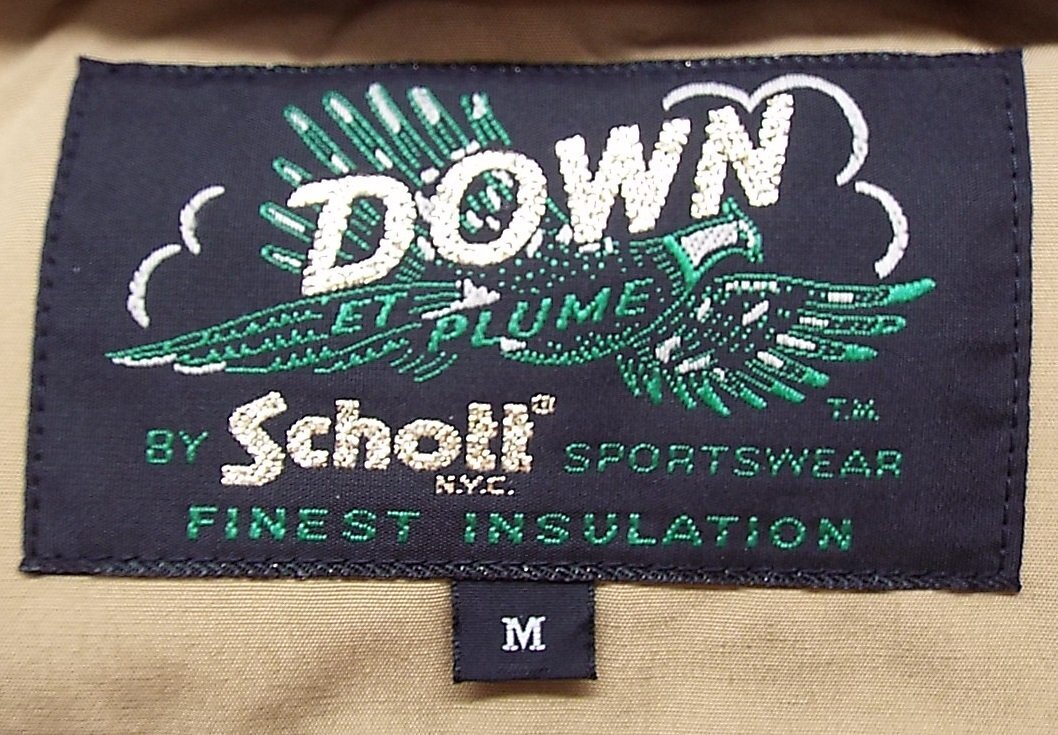 DOWN
ET PLUME
T.M.
BY Schott® SPORTSWEAR
N.Y.C.
FINEST INSULATION
M